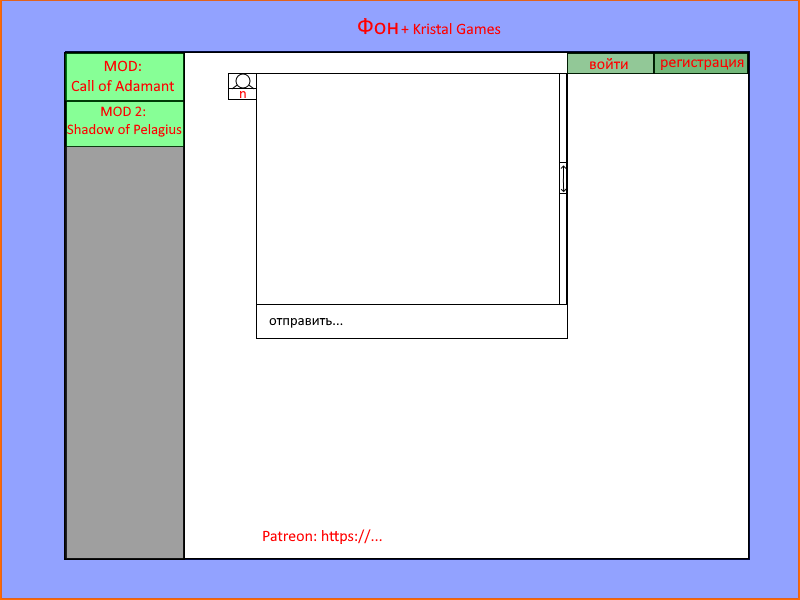 Фон + Kristal Games
MOD:
Call of Adamant
MOD 2:
Shadow of Pelagius
войти
регистрация
n
отправить...
Patreon: https://...